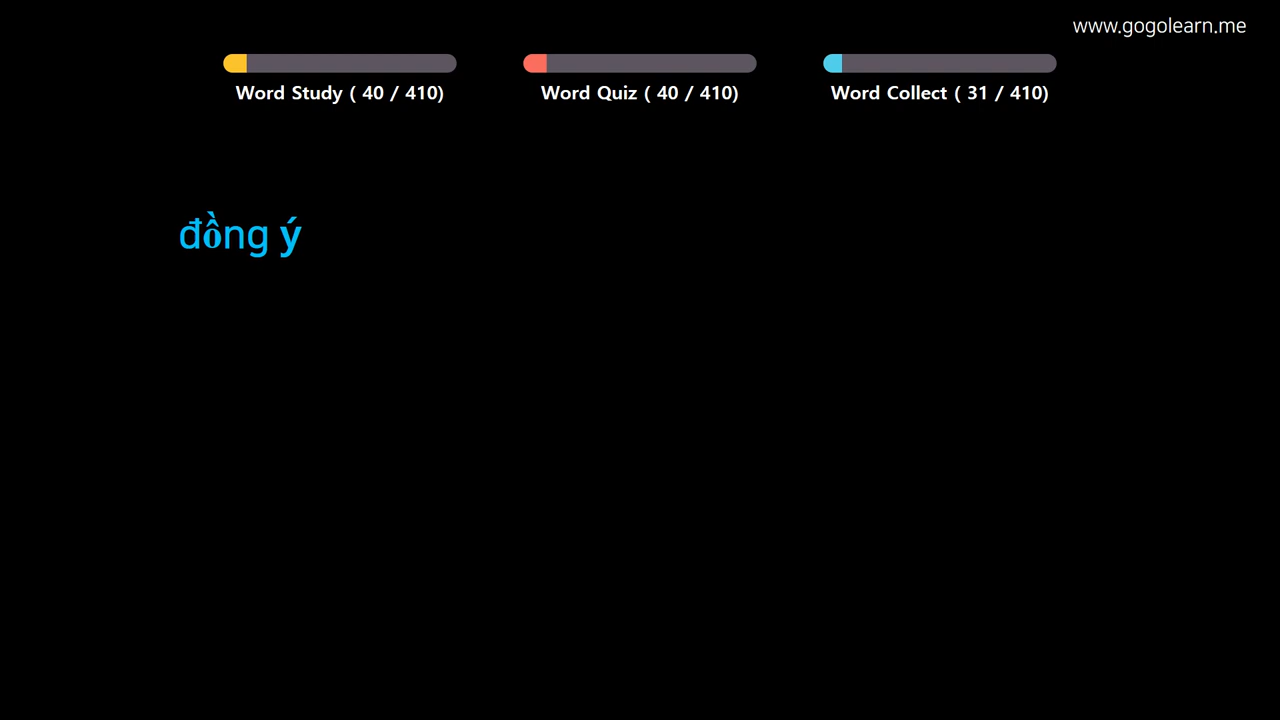 www.gogolearn.me
Word Study ( 40 / 410)
Word Quiz ( 40 / 410)
Word Collect ( 31 / 410)
đồng ý